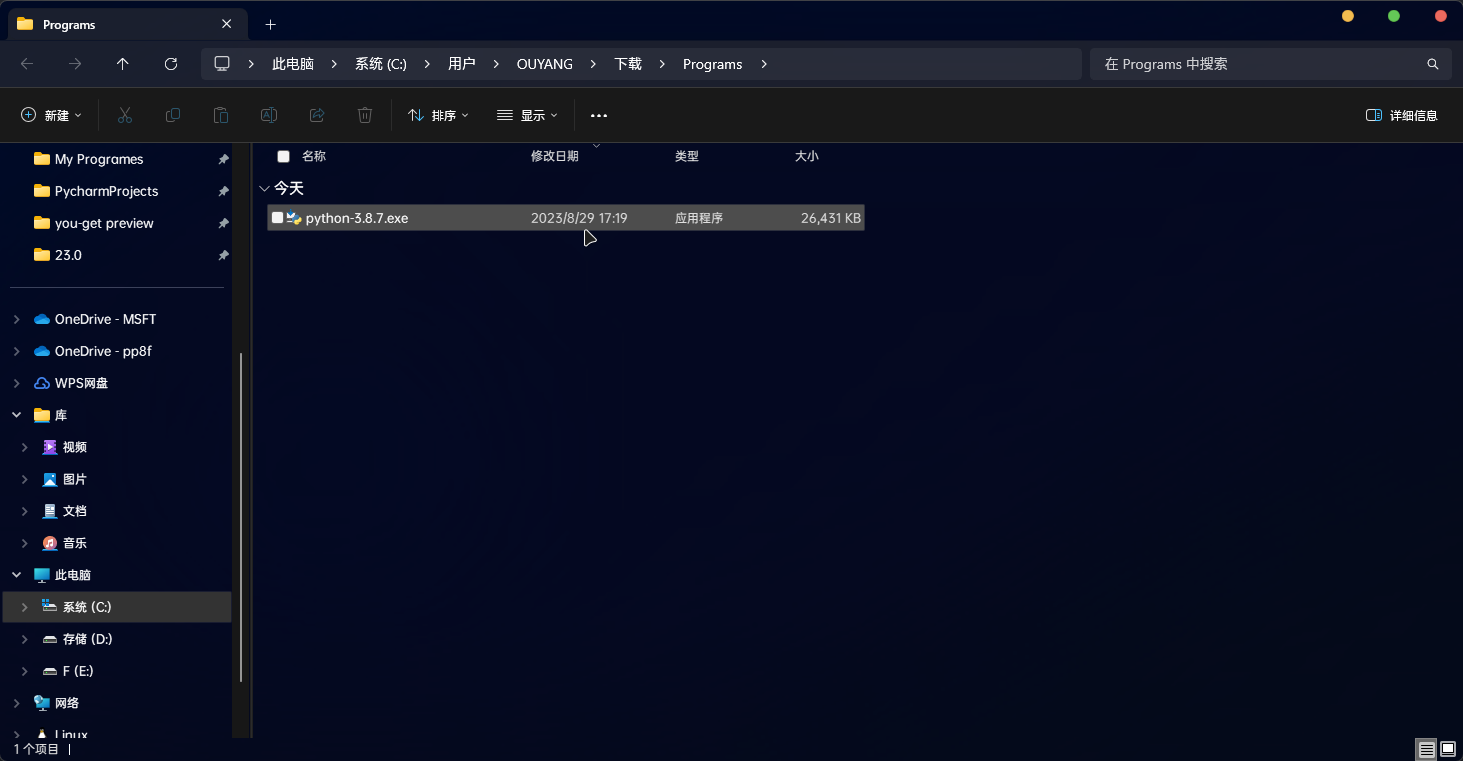 Programs
此电脑 系统 (C:) 用户 OUYANG 下载 Programs
在 Programs 中搜索
新建 排序 显示 详细信息
My Programes
PycharmProjects
you-get preview
23.0
OneDrive - MSFT
OneDrive - pp8f
WPS网盘
库
视频
图片
文档
音乐
此电脑
系统 (C:)
存储 (D:)
F (E:)
网络
Linux
名称 修改日期 类型 大小
今天
python-3.8.7.exe 2023/8/29 17:19 应用程序 26,431 KB
1 个项目